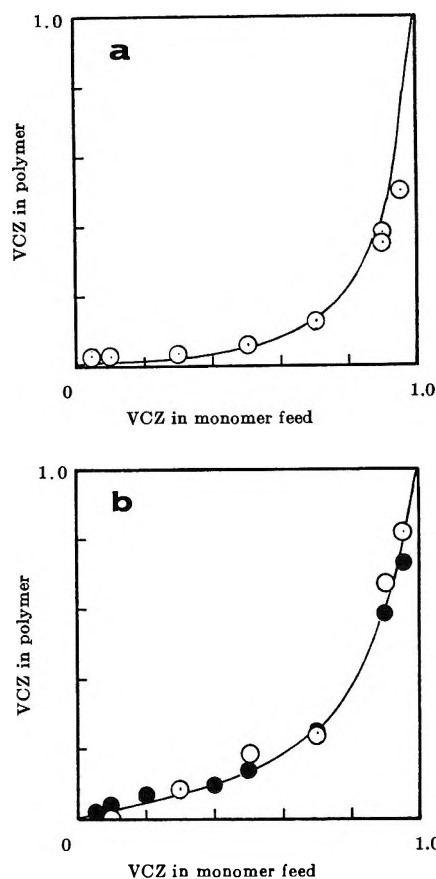 1.0
a
VCZ in polymer
0
1.0
VCZ in monomer feed
1.0
b
VCZ in polymer
0
1.0
VCZ in monomer feed